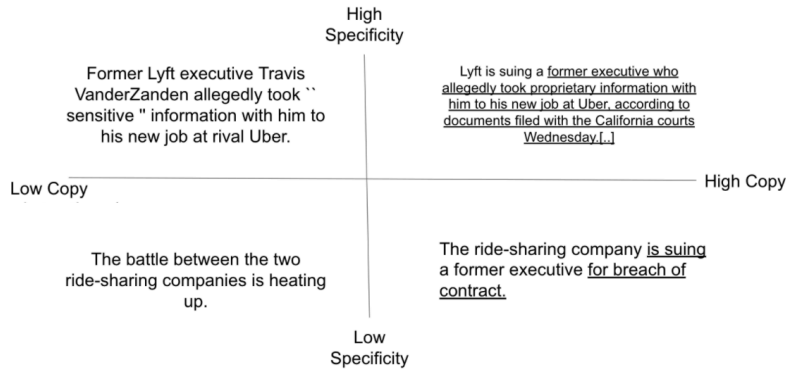 High
Specificity
Former Lyft executive Travis
VanderZanden allegedly took ``
sensitive '' information with him to
his new job at rival Uber.
Lyft is suing a former executive who
allegedly took proprietary information with
him to his new job at Uber, according to
documents filed with the California courts
Wednesday.[..]
Low Copy
High Copy
The battle between the two
ride-sharing companies is heating
up.
The ride-sharing company is suing
a former executive for breach of
contract.
Low
Specificity